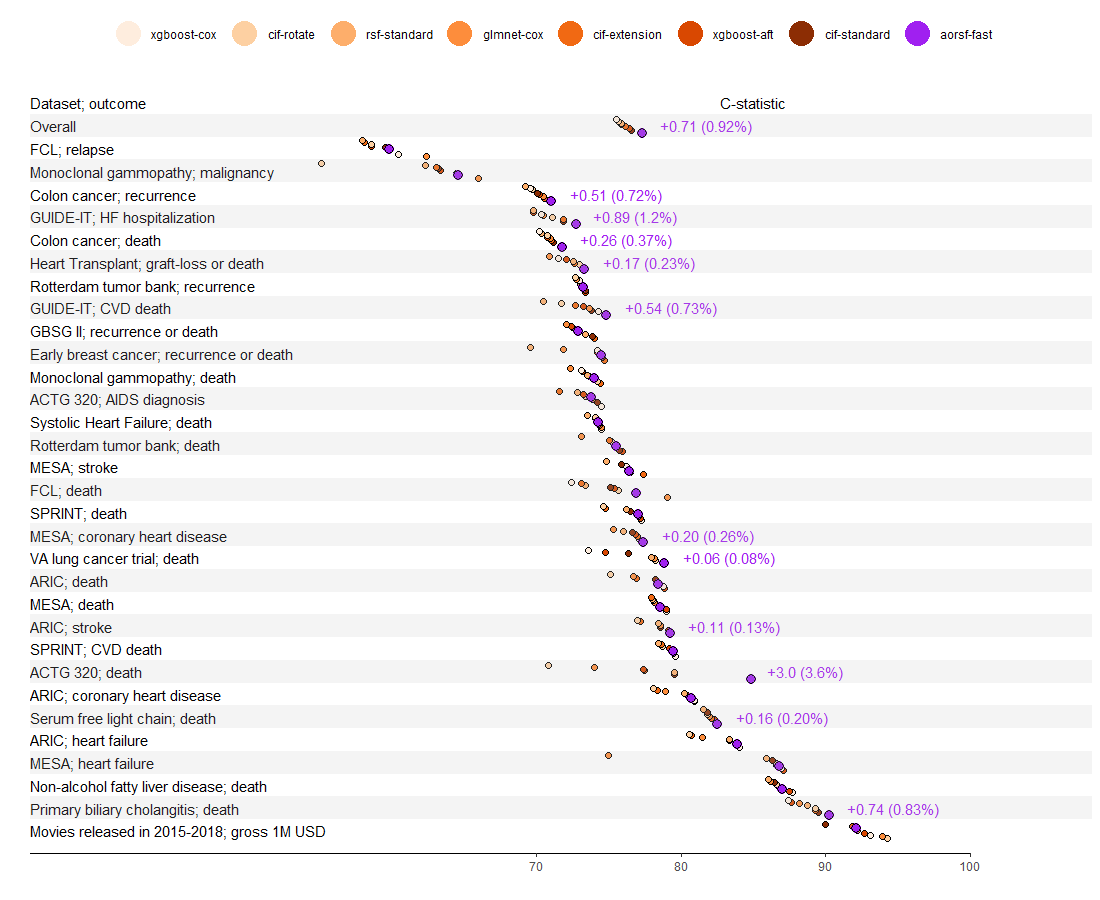 xgboost-cox cif-rotate rsf-standard glmnet-cox cif-extension xgboost-aft cif-standard aorsf-fast
Dataset; outcome C-statistic
Overall +0.71 (0.92%)
FCL; relapse
Monoclonal gammopathy; malignancy
Colon cancer; recurrence +0.51 (0.72%)
GUIDE-IT; HF hospitalization +0.89 (1.2%)
Colon cancer; death +0.26 (0.37%)
Heart Transplant; graft-loss or death +0.17 (0.23%)
Rotterdam tumor bank; recurrence
GUIDE-IT; CVD death +0.54 (0.73%)
GBSG II; recurrence or death
Early breast cancer; recurrence or death
Monoclonal gammopathy; death
ACTG 320; AIDS diagnosis
Systolic Heart Failure; death
Rotterdam tumor bank; death
MESA; stroke
FCL; death
SPRINT; death
MESA; coronary heart disease +0.20 (0.26%)
VA lung cancer trial; death +0.06 (0.08%)
ARIC; death
MESA; death
ARIC; stroke +0.11 (0.13%)
SPRINT; CVD death
ACTG 320; death +3.0 (3.6%)
ARIC; coronary heart disease
Serum free light chain; death +0.16 (0.20%)
ARIC; heart failure
MESA; heart failure
Non-alcohol fatty liver disease; death
Primary biliary cholangitis; death +0.74 (0.83%)
Movies released in 2015-2018; gross 1M USD
70 80 90 100